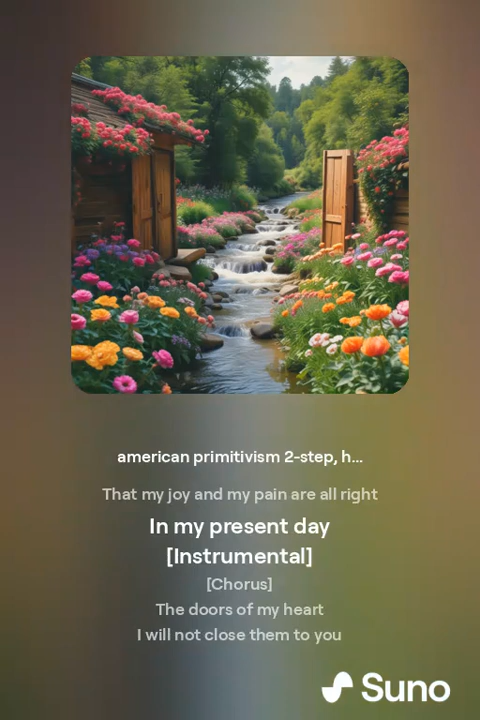 american primitivism 2-step, h...
That my joy and my pain are all right
In my present day
[Instrumental]
[Chorus]
The doors of my heart
I will not close them to you
Suno